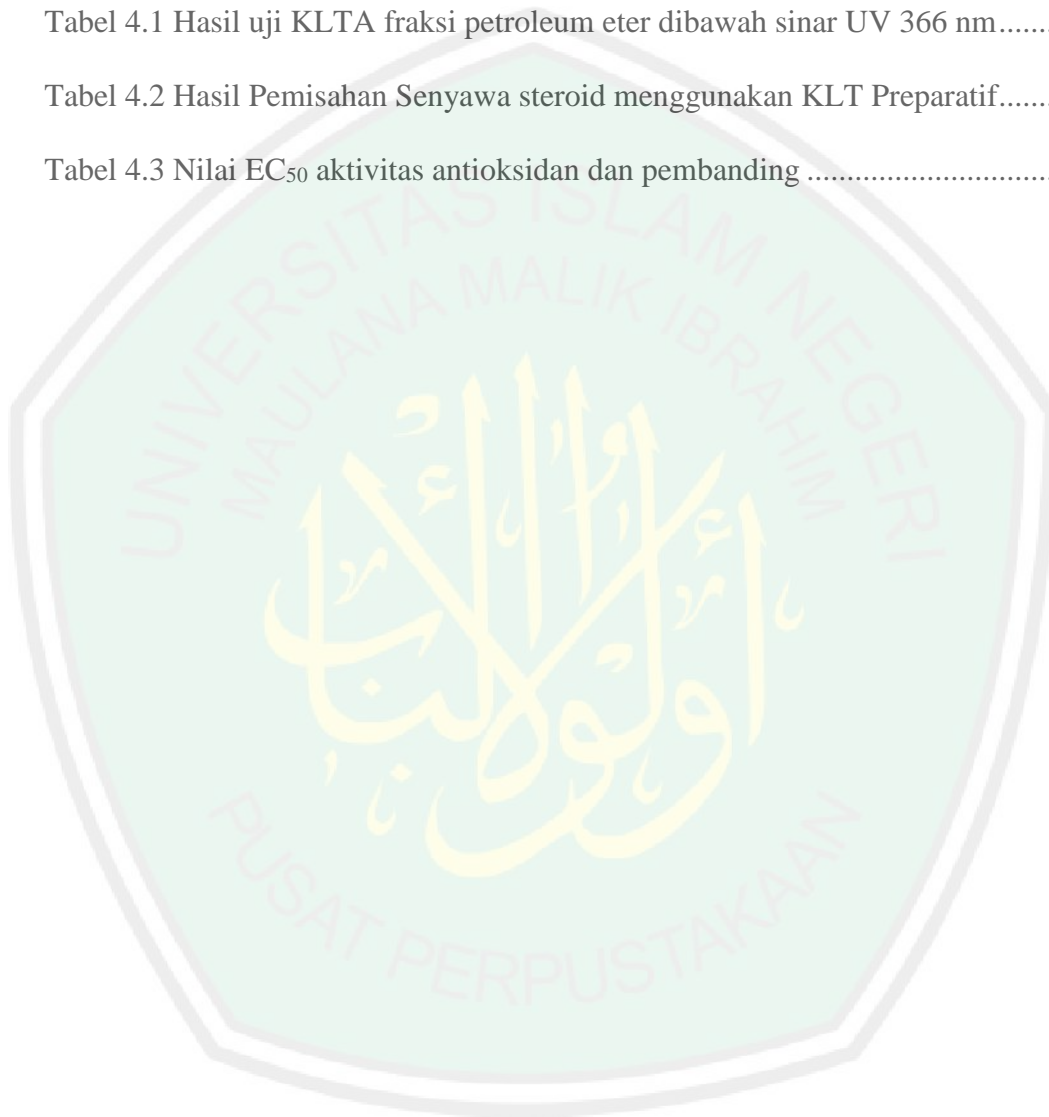 Tabel 4.1 Hasil uji KLTA fraksi petroleum eter dibawah sinar UV 366 nm.......
Tabel 4.2 Hasil Pemisahan Senyawa steroid menggunakan KLT Preparatif.......
Tabel 4.3 Nilai EC₅₀ aktivitas antioksidan dan pembanding ..............................
UNIVERSITAS ISLAM NEGERI
MAULANA MALIK IBRAHIM
أولوا الألباب
PUSAT PERPUSTAKAAN